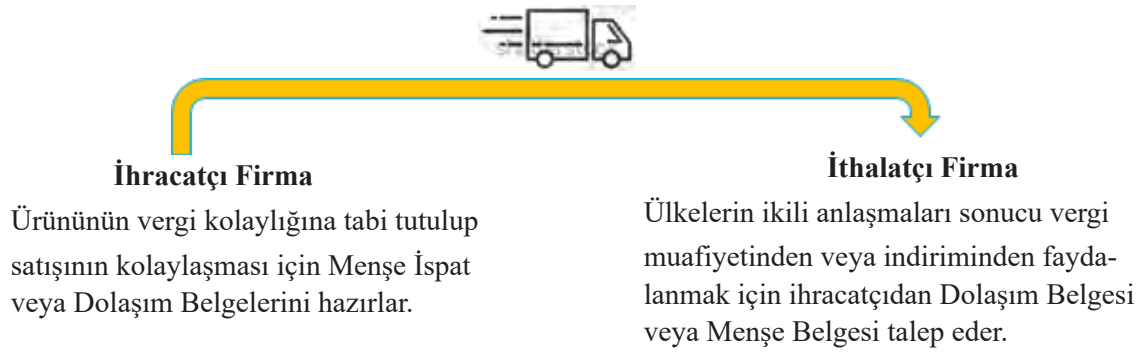 İhracatçı Firma
Ürününün vergi kolaylığına tabi tutulup
satışının kolaylaşması için Menşe İspat
veya Dolaşım Belgelerini hazırlar.
İthalatçı Firma
Ülkelerin ikili anlaşmaları sonucu vergi
muafiyetinden veya indiriminden fayda-
lanmak için ihracatçıdan Dolaşım Belgesi
veya Menşe Belgesi talep eder.